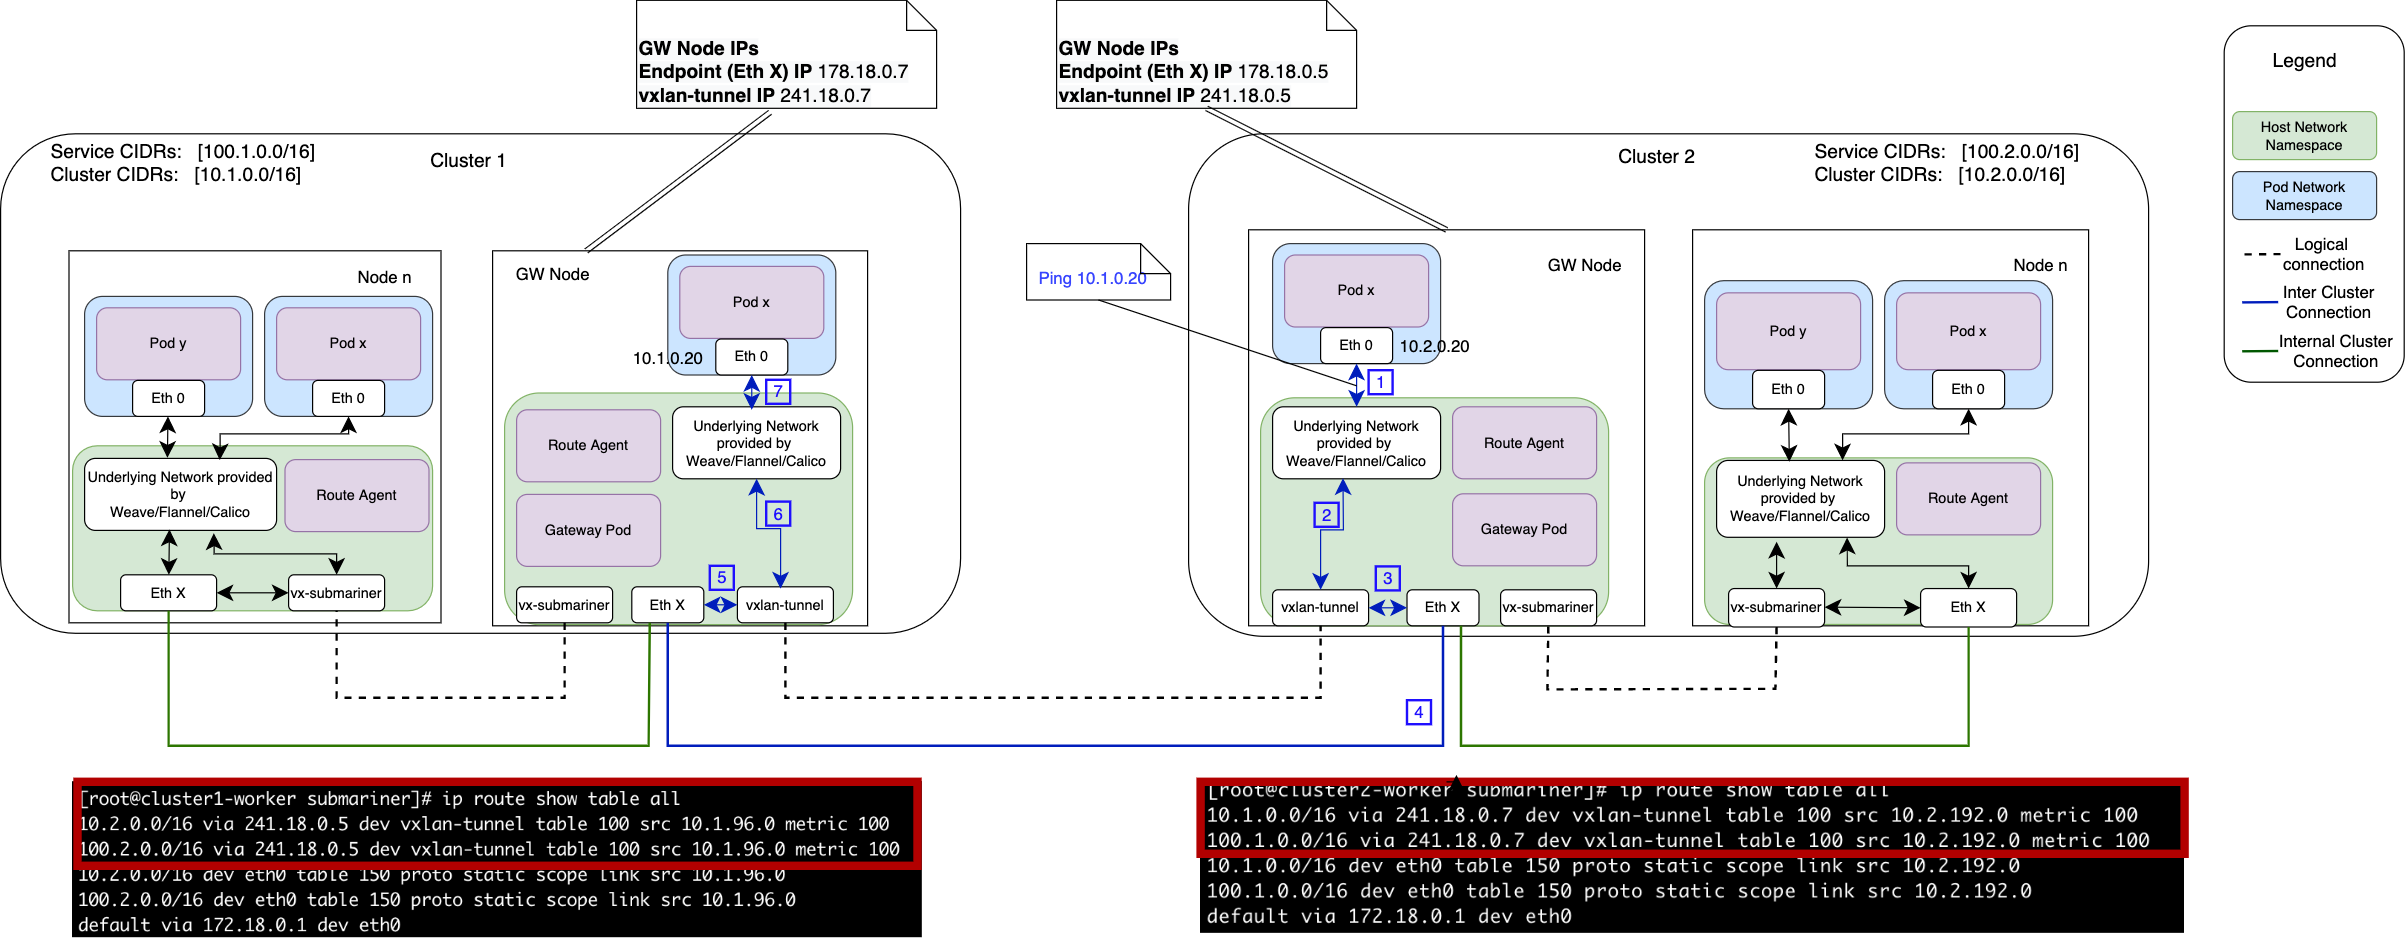 GW Node IPs
Endpoint (Eth X) IP 178.18.0.7
vxlan-tunnel IP 241.18.0.7
GW Node IPs
Endpoint (Eth X) IP 178.18.0.5
vxlan-tunnel IP 241.18.0.5
Service CIDRs: [100.1.0.0/16]
Cluster CIDRs: [10.1.0.0/16]
Cluster 1
Node n
Pod y
Eth 0
Pod x
Eth 0
Underlying Network provided
by
Weave/Flannel/Calico
Route Agent
Eth X
vx-submariner
GW Node
Pod x
Eth 0
10.1.0.20
7
Route Agent
Underlying Network
provided by
Weave/Flannel/Calico
Gateway Pod
6
5
vx-submariner
Eth X
vxlan-tunnel
Ping 10.1.0.20
Cluster 2
Service CIDRs: [100.2.0.0/16]
Cluster CIDRs: [10.2.0.0/16]
GW Node
Pod x
Eth 0
10.2.0.20
1
Underlying Network
provided by
Weave/Flannel/Calico
Route Agent
2
Gateway Pod
3
vxlan-tunnel
Eth X
vx-submariner
4
Node n
Pod y
Eth 0
Pod x
Eth 0
Underlying Network
provided by
Weave/Flannel/Calico
Route Agent
vx-submariner
Eth X
Legend
Host Network
Namespace
Pod Network
Namespace
Logical
connection
Inter Cluster
Connection
Internal Cluster
Connection
[root@cluster1-worker submariner]# ip route show table all
10.2.0.0/16 via 241.18.0.5 dev vxlan-tunnel table 100 src 10.1.96.0 metric 100
100.2.0.0/16 via 241.18.0.5 dev vxlan-tunnel table 100 src 10.1.96.0 metric 100
10.2.0.0/16 dev eth0 table 150 proto static scope link src 10.1.96.0
100.2.0.0/16 dev eth0 table 150 proto static scope link src 10.1.96.0
default via 172.18.0.1 dev eth0
[root@cluster2-worker submariner]# ip route show table all
10.1.0.0/16 via 241.18.0.7 dev vxlan-tunnel table 100 src 10.2.192.0 metric 100
100.1.0.0/16 via 241.18.0.7 dev vxlan-tunnel table 100 src 10.2.192.0 metric 100
10.1.0.0/16 dev eth0 table 150 proto static scope link src 10.2.192.0
100.1.0.0/16 dev eth0 table 150 proto static scope link src 10.2.192.0
default via 172.18.0.1 dev eth0